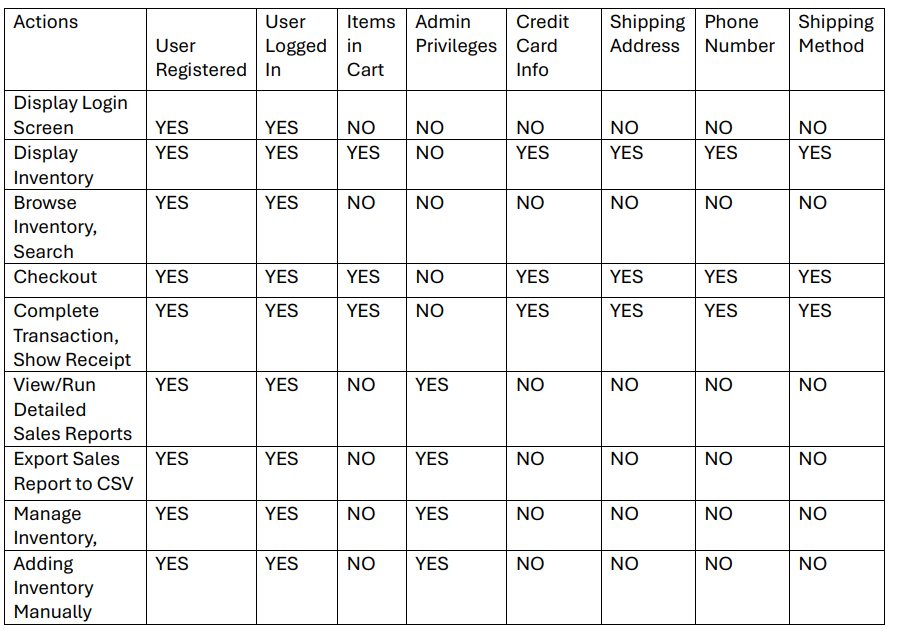 Actions User Registered User Logged In Items in Cart Admin Privileges Credit Card Info Shipping Address Phone Number Shipping Method
Display Login Screen YES YES NO NO NO NO NO NO
Display Inventory YES YES YES NO YES YES YES YES
Browse Inventory, Search YES YES NO NO NO NO NO NO
Checkout YES YES YES NO YES YES YES YES
Complete Transaction, Show Receipt YES YES YES NO YES YES YES YES
View/Run Detailed Sales Reports YES YES NO YES NO NO NO NO
Export Sales Report to CSV YES YES NO YES NO NO NO NO
Manage Inventory, YES YES NO YES NO NO NO NO
Adding Inventory Manually YES YES NO YES NO NO NO NO